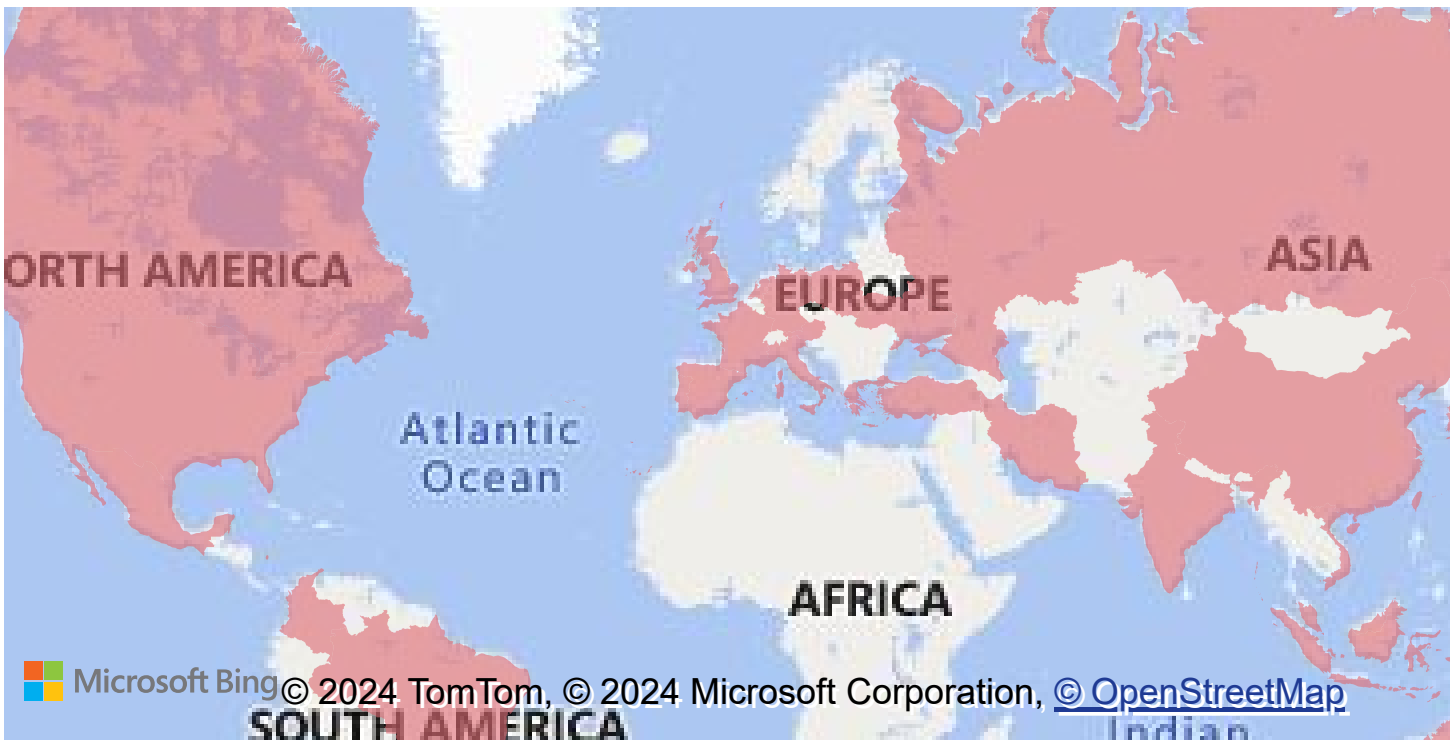 ORTH AMERICA
ASIA
EUROPE
Atlantic
Ocean
AFRICA
Microsoft Bing
© 2024 TomTom, © 2024 Microsoft Corporation, © OpenStreetMap
SOUTH AMERICA
Indian